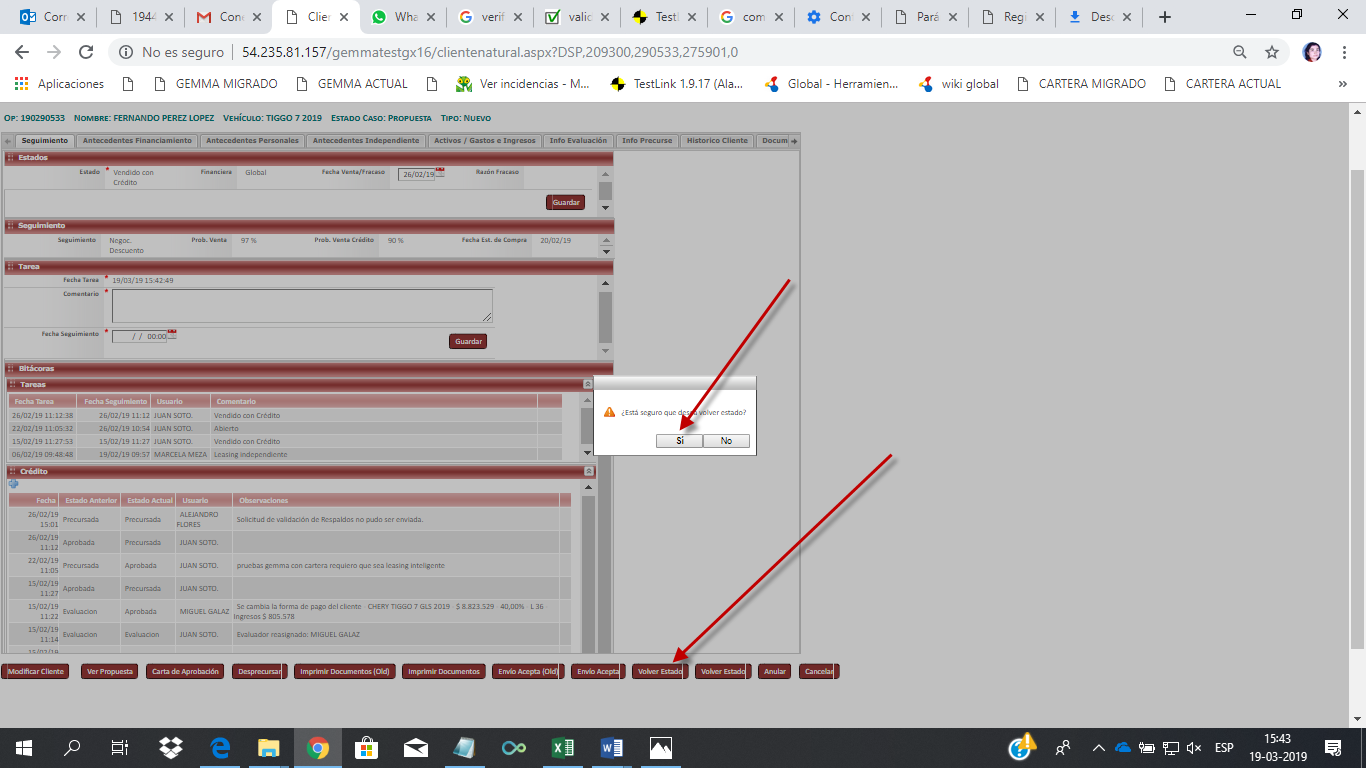 Corr
1944
Cone
Clien
Wha
verif
valid
Testl
com
Conf
Pará
Regi
Desc
No es seguro | 54.235.81.157/gemmatestgx16/clientenatural.aspx?DSP,209300,290533,275901,0
Aplicaciones GEMMA MIGRADO GEMMA ACTUAL Ver incidencias - M... TestLink 1.9.17 (Ala... Global - Herramien... wiki global CARTERA MIGRADO CARTERA ACTUAL »
Op: 190290533 Nombre: FERNANDO PEREZ LOPEZ Vehículo: TIGGO 7 2019 Estado Caso: Propuesta Tipo: Nuevo
Seguimiento Antecedentes Financiamiento Antecedentes Personales Antecedentes Independiente Activos / Gastos e Ingresos Info Evaluación Info Precurse Historico Cliente Docum
Estados
Estado * Vendido con Crédito Financiera Global Fecha Venta/Fracaso 26/02/19 Razón Fracaso
Guardar
Seguimiento
Seguimiento Negoc. Descuento Prob. Venta 97 % Prob. Venta Crédito 90 % Fecha Est. de Compra 20/02/19
Tarea
Fecha Tarea * 19/03/19 15:42:49
Comentario *
Fecha Seguimiento * / / 00:00
Guardar
Bitácoras
Tareas
Fecha Tarea Fecha Seguimiento Usuario Comentario
26/02/19 11:12:38 26/02/19 11:12 JUAN SOTO. Vendido con Crédito
22/02/19 11:05:32 26/02/19 10:54 JUAN SOTO. Abierto
15/02/19 11:27:53 15/02/19 11:27 JUAN SOTO. Vendido con Crédito
06/02/19 09:48:48 19/02/19 09:57 MARCELA MEZA Leasing independiente
¿Está seguro que desea volver estado?
Sí No
Crédito
Fecha Estado Anterior Estado Actual Usuario Observaciones
26/02/19 15:01 Precursada Precursada ALEJANDRO FLORES Solicitud de validación de Respaldos no pudo ser enviada.
26/02/19 11:12 Aprobada Precursada JUAN SOTO.
22/02/19 11:05 Precursada Aprobada JUAN SOTO. pruebas gemma con cartera requiero que sea leasing inteligente
15/02/19 11:27 Aprobada Precursada JUAN SOTO.
15/02/19 11:22 Evaluacion Aprobada MIGUEL GALAZ Se cambia la forma de pago del cliente - CHERY TIGGO 7 GLS 2019 - $ 8.823.529 - 40,00% - L 36 - Ingresos $ 805.578
15/02/19 11:14 Evaluacion Evaluacion JUAN SOTO. Evaluador reasignado: MIGUEL GALAZ
15/02/19
Modificar Cliente Ver Propuesta Carta de Aprobación Desprecursar Imprimir Documentos (Old) Imprimir Documentos Envío Acepta (Old) Envío Acepta Volver Estado Volver Estado Anular Cancelar
ESP
15:43
19-03-2019